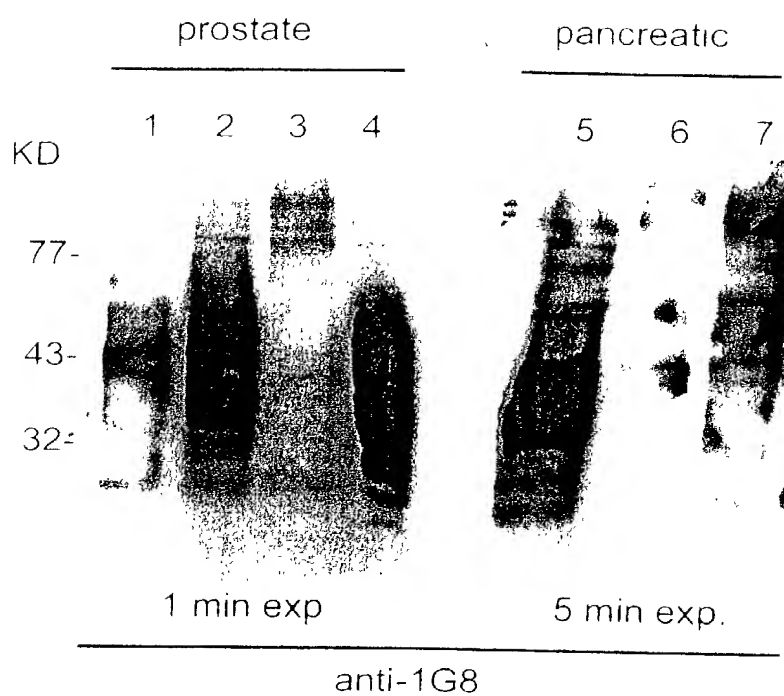 prostate pancreatic
1 2 3 4 5 6 7
KD
77-
43-
32-
1 min exp 5 min exp.
anti-1G8